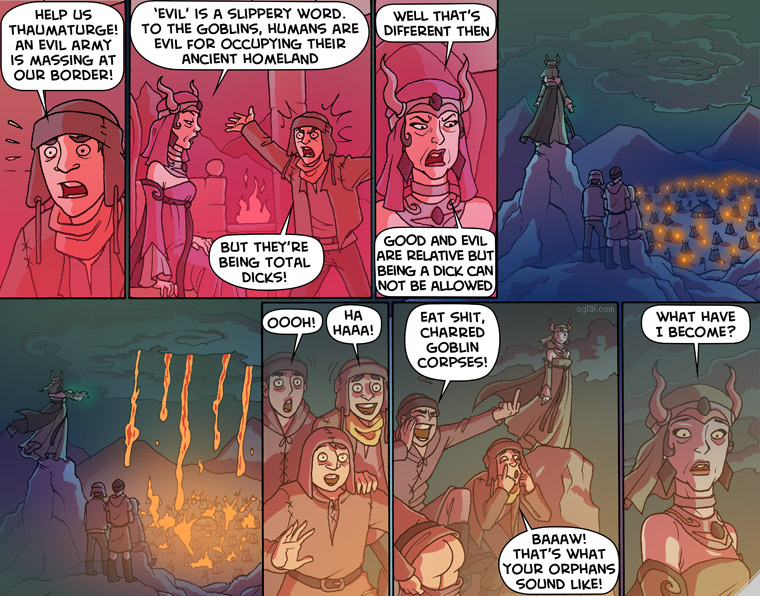 HELP US
THAUMATURGE!
AN EVIL ARMY
IS MASSING AT
OUR BORDER!
'EVIL' IS A SLIPPERY WORD.
TO THE GOBLINS, HUMANS ARE
EVIL FOR OCCUPYING THEIR
ANCIENT HOMELAND
BUT THEY'RE
BEING TOTAL
DICKS!
WELL THAT'S
DIFFERENT THEN
GOOD AND EVIL
ARE RELATIVE BUT
BEING A DICK CAN
NOT BE ALLOWED
OOOH!
HA
HAAA!
EAT SHIT,
CHARRED
GOBLIN
CORPSES!
oglaf.com
BAAAW!
THAT'S WHAT
YOUR ORPHANS
SOUND LIKE!
WHAT HAVE
I BECOME?